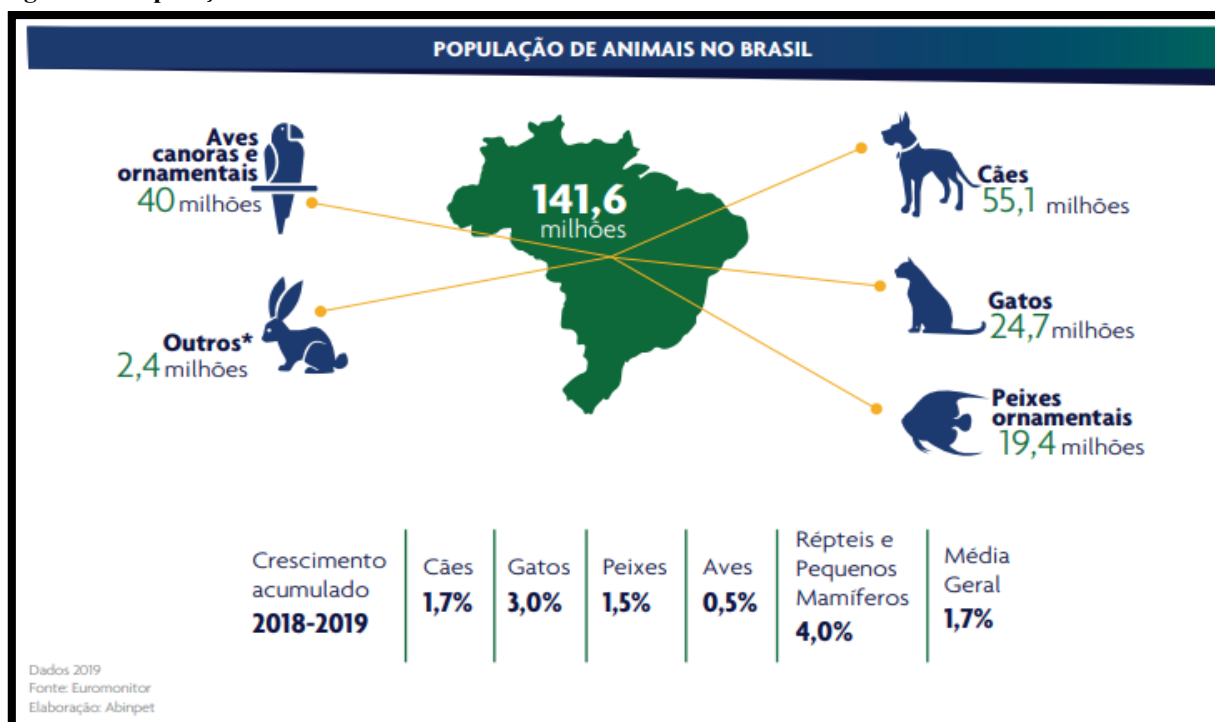 POPULAÇÃO DE ANIMAIS NO BRASIL
Aves
canoras e
ornamentais
40 milhões
Outros*
2,4 milhões
141,6
milhões
Cães
55,1 milhões
Gatos
24,7 milhões
Peixes
ornamentais
19,4 milhões
Crescimento
acumulado
2018-2019
Cães
1,7%
Gatos
3,0%
Peixes
1,5%
Aves
0,5%
Répteis e
Pequenos
Mamíferos
4,0%
Média
Geral
1,7%
Dados 2019
Fonte: Euromonitor
Elaboração: Abinpet